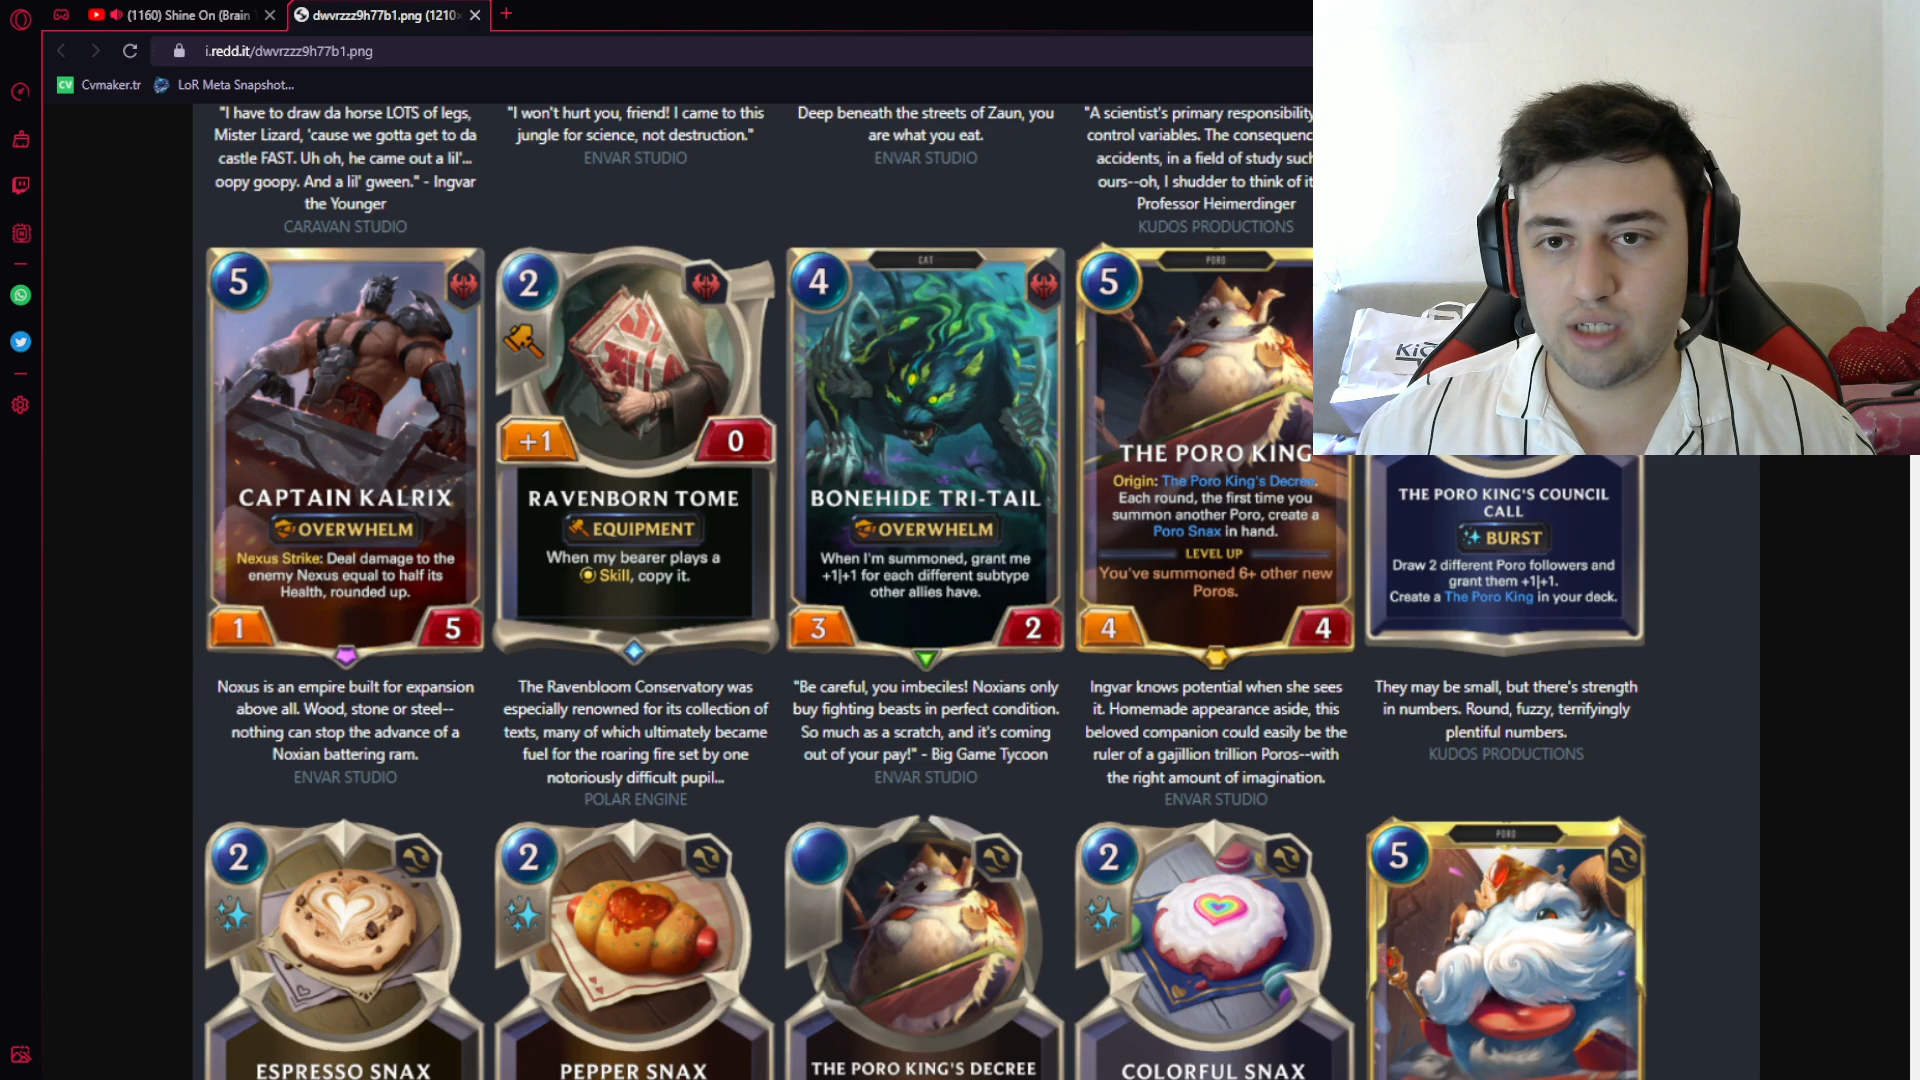 (1160) Shine On (Brain
dwvrzzz9h77b1.png (1210×
i.redd.it/dwvrzzz9h77b1.png
CV Cvmaker.tr
LoR Meta Snapshot...
"I have to draw da horse LOTS of legs,
Mister Lizard, 'cause we gotta get to da
castle FAST. Uh oh, he came out a lil'...
oopy goopy. And a lil' gween." - Ingvar
the Younger
CARAVAN STUDIO
"I won't hurt you, friend! I came to this
jungle for science, not destruction."
ENVAR STUDIO
Deep beneath the streets of Zaun, you
are what you eat.
ENVAR STUDIO
"A scientist's primary responsibility
control variables. The consequenc
accidents, in a field of study such
ours--oh, I shudder to think of it
Professor Heimerdinger
KUDOS PRODUCTIONS
5
CAPTAIN KALRIX
OVERWHELM
Nexus Strike: Deal damage to the
enemy Nexus equal to half its
Health, rounded up.
1
5
2
+1
0
RAVENBORN TOME
EQUIPMENT
When my bearer plays a
Skill, copy it.
CAT
4
BONEHIDE TRI-TAIL
OVERWHELM
When I'm summoned, grant me
+1|+1 for each different subtype
other allies have.
3
2
PORO
5
THE PORO KING
Origin: The Poro King's Decree.
Each round, the first time you
summon another Poro, create a
Poro Snax in hand.
LEVEL UP
You've summoned 6+ other new
Poros.
4
4
THE PORO KING'S COUNCIL
CALL
BURST
Draw 2 different Poro followers and
grant them +1|+1.
Create a The Poro King in your deck.
Noxus is an empire built for expansion
above all. Wood, stone or steel--
nothing can stop the advance of a
Noxian battering ram.
ENVAR STUDIO
The Ravenbloom Conservatory was
especially renowned for its collection of
texts, many of which ultimately became
fuel for the roaring fire set by one
notoriously difficult pupil...
POLAR ENGINE
"Be careful, you imbeciles! Noxians only
buy fighting beasts in perfect condition.
So much as a scratch, and it's coming
out of your pay!" - Big Game Tycoon
ENVAR STUDIO
Ingvar knows potential when she sees
it. Homemade appearance aside, this
beloved companion could easily be the
ruler of a gajillion trillion Poros--with
the right amount of imagination.
ENVAR STUDIO
They may be small, but there's strength
in numbers. Round, fuzzy, terrifyingly
plentiful numbers.
KUDOS PRODUCTIONS
2
ESPRESSO SNAX
2
PEPPER SNAX
THE PORO KING'S DECREE
2
COLORFUL SNAX
PORO
5